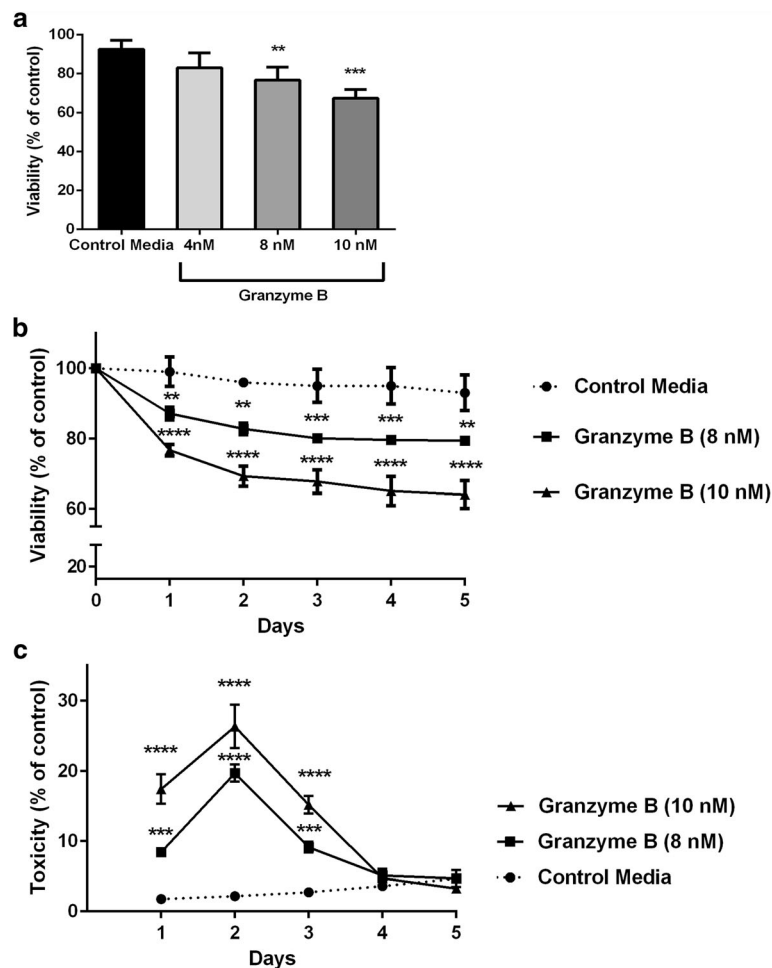 a
Viability (% of control)
100
80
60
40
20
0
**
***
Control Media 4nM 8 nM 10 nM
Granzyme B
b
Viability (% of control)
100
80
60
20
** ** *** *** **
**** **** **** **** ****
0 1 2 3 4 5
Days
Control Media
Granzyme B (8 nM)
Granzyme B (10 nM)
c
Toxicity (% of control)
30
20
10
0
**** **** ****
*** **** ***
1 2 3 4 5
Days
Granzyme B (10 nM)
Granzyme B (8 nM)
Control Media